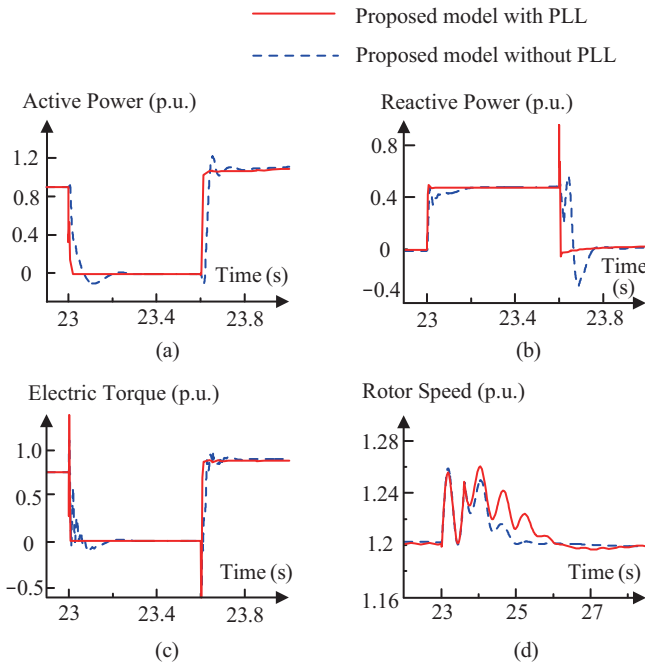 Proposed model with PLL
Proposed model without PLL
Active Power (p.u.)
1.2
0.8
0.4
0
Time (s)
23
23.4
23.8
(a)
Reactive Power (p.u.)
0.8
0.4
0
−0.4
Time
(s)
23
23.4
23.8
(b)
Electric Torque (p.u.)
1.0
0.5
0
−0.5
Time (s)
23
23.4
23.8
(c)
Rotor Speed (p.u.)
1.28
1.24
1.2
1.16
Time (s)
23
25
27
(d)